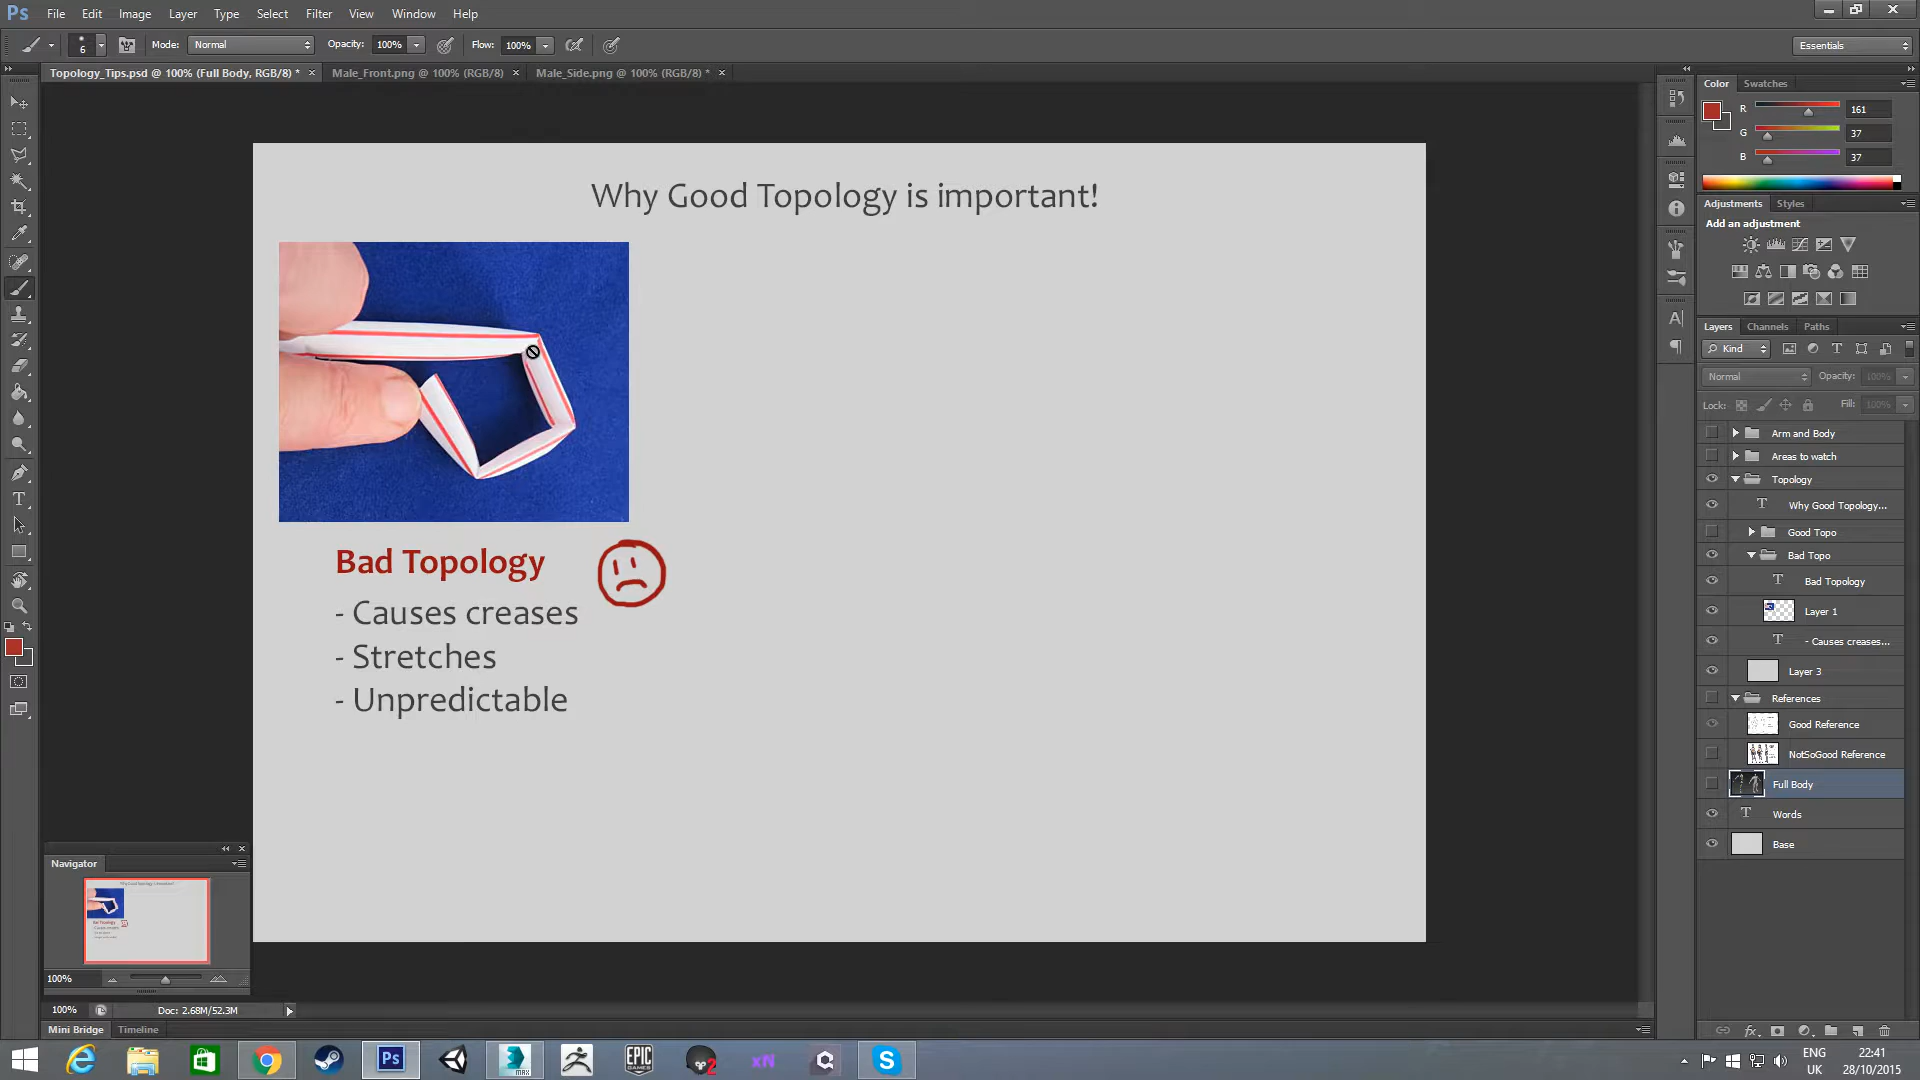 Ps File Edit Image Layer Type Select Filter View Window Help
6 Mode: Normal Opacity: 100% Flow: 100% Essentials
Topology_Tips.psd @ 100% (Full Body, RGB/8) * Male_Front.png @ 100% (RGB/8) Male_Side.png @ 100% (RGB/8) *
Why Good Topology is important!
Bad Topology
- Causes creases
- Stretches
- Unpredictable
Color Swatches
R 161
G 37
B 37
Adjustments Styles
Add an adjustment
Layers Channels Paths
Kind
Normal Opacity: 100%
Lock: Fill: 100%
Arm and Body
Areas to watch
Topology
Why Good Topology...
Good Topo
Bad Topo
Bad Topology
Layer 1
- Causes creases...
Layer 3
References
Good Reference
NotSoGood Reference
Full Body
Words
Base
Navigator
100%
100% Doc: 2.68M/52.3M
Mini Bridge Timeline
ENG 22:41
UK 28/10/2015